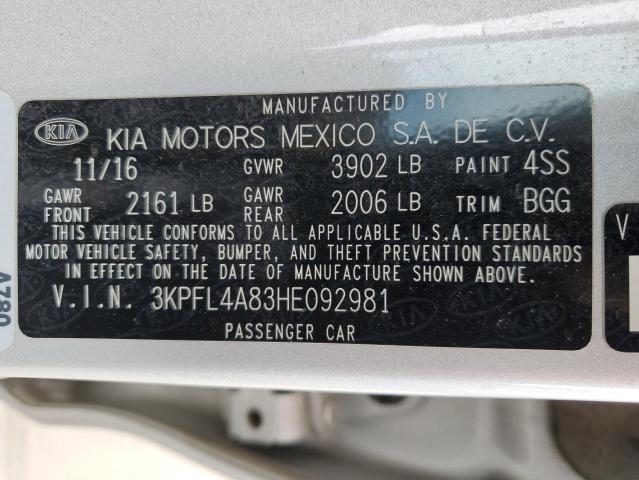 MANUFACTURED BY
KIA KIA MOTORS MEXICO S.A. DE C.V.
11/16 GVWR 3902 LB PAINT 4SS
GAWR FRONT 2161 LB GAWR REAR 2006 LB TRIM BGG
THIS VEHICLE CONFORMS TO ALL APPLICABLE U.S.A. FEDERAL
MOTOR VEHICLE SAFETY, BUMPER, AND THEFT PREVENTION STANDARDS
IN EFFECT ON THE DATE OF MANUFACTURE SHOWN ABOVE.
V.I.N. 3KPFL4A83HE092981
PASSENGER CAR
A780
V